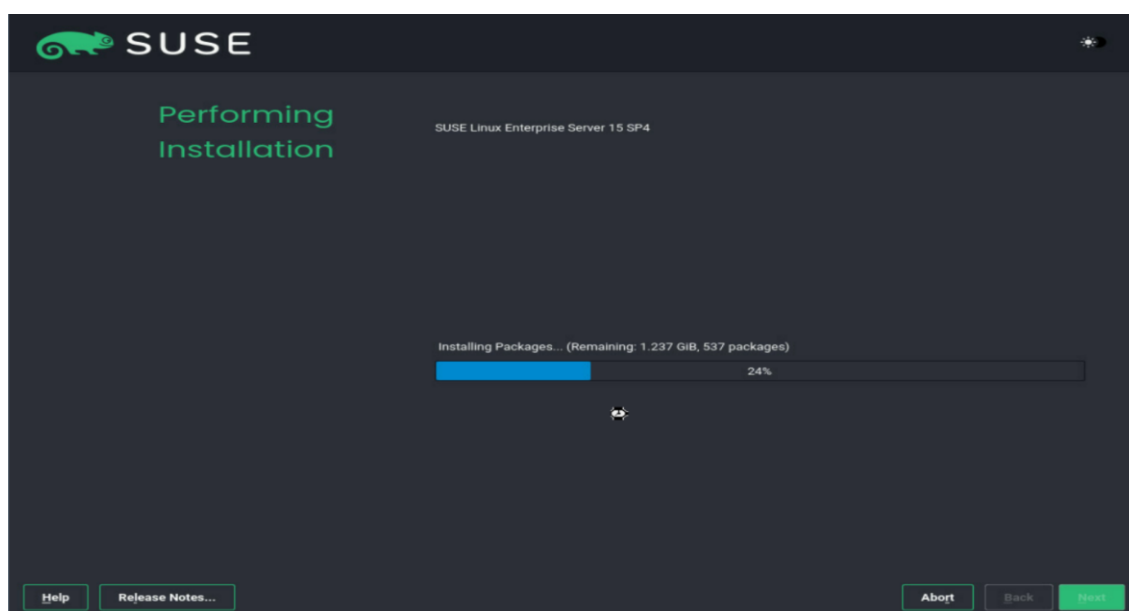 SUSE
Performing
Installation
SUSE Linux Enterprise Server 15 SP4
Installing Packages... (Remaining: 1.237 GiB, 537 packages)
24%
Help
Release Notes...
Abort
Back
Next